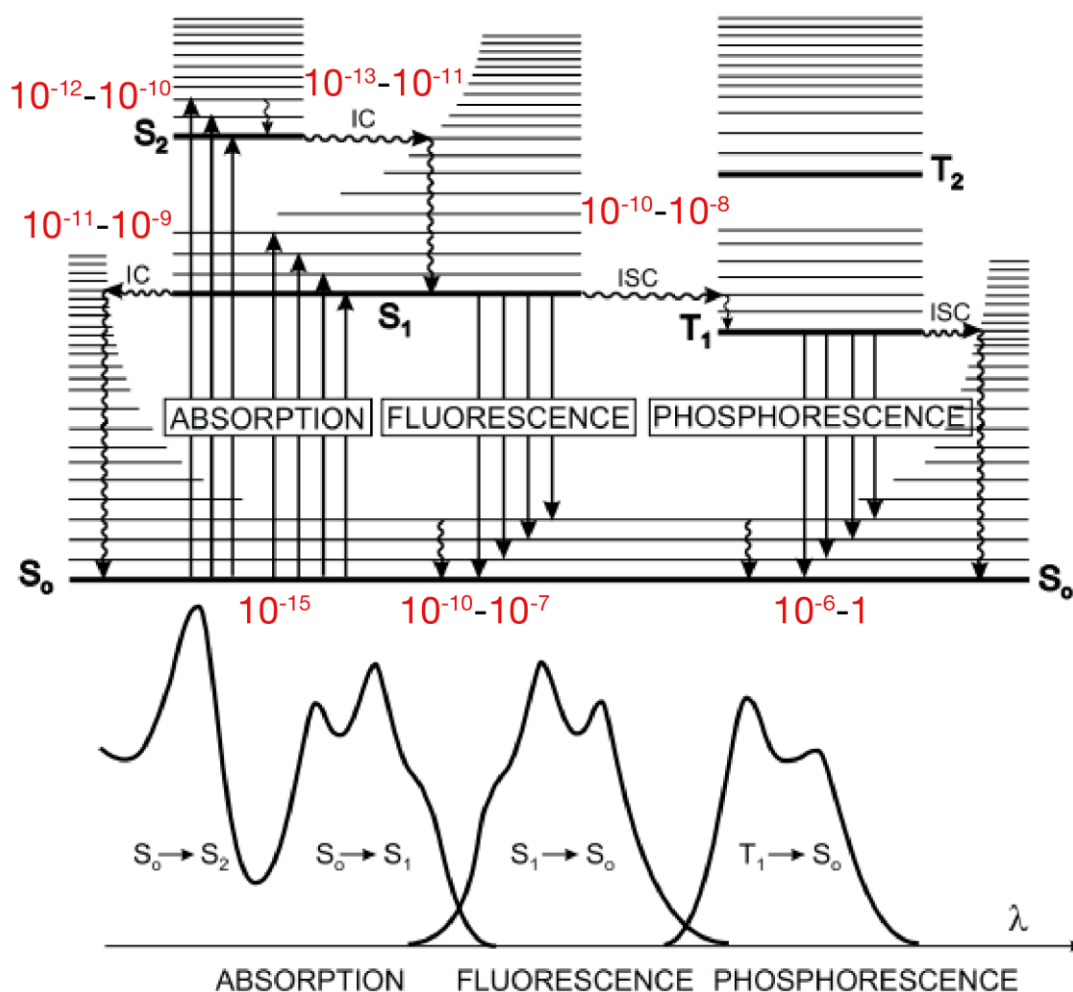 10⁻¹²-10⁻¹⁰
10⁻¹³-10⁻¹¹
IC
S₂
T₂
10⁻¹¹-10⁻⁹
10⁻¹⁰-10⁻⁸
IC
ISC
S₁
T₁
ISC
ABSORPTION
FLUORESCENCE
PHOSPHORESCENCE
Sₒ
Sₒ
10⁻¹⁵
10⁻¹⁰-10⁻⁷
10⁻⁶-1
Sₒ→S₂
Sₒ→S₁
S₁→Sₒ
T₁→Sₒ
λ
ABSORPTION
FLUORESCENCE
PHOSPHORESCENCE